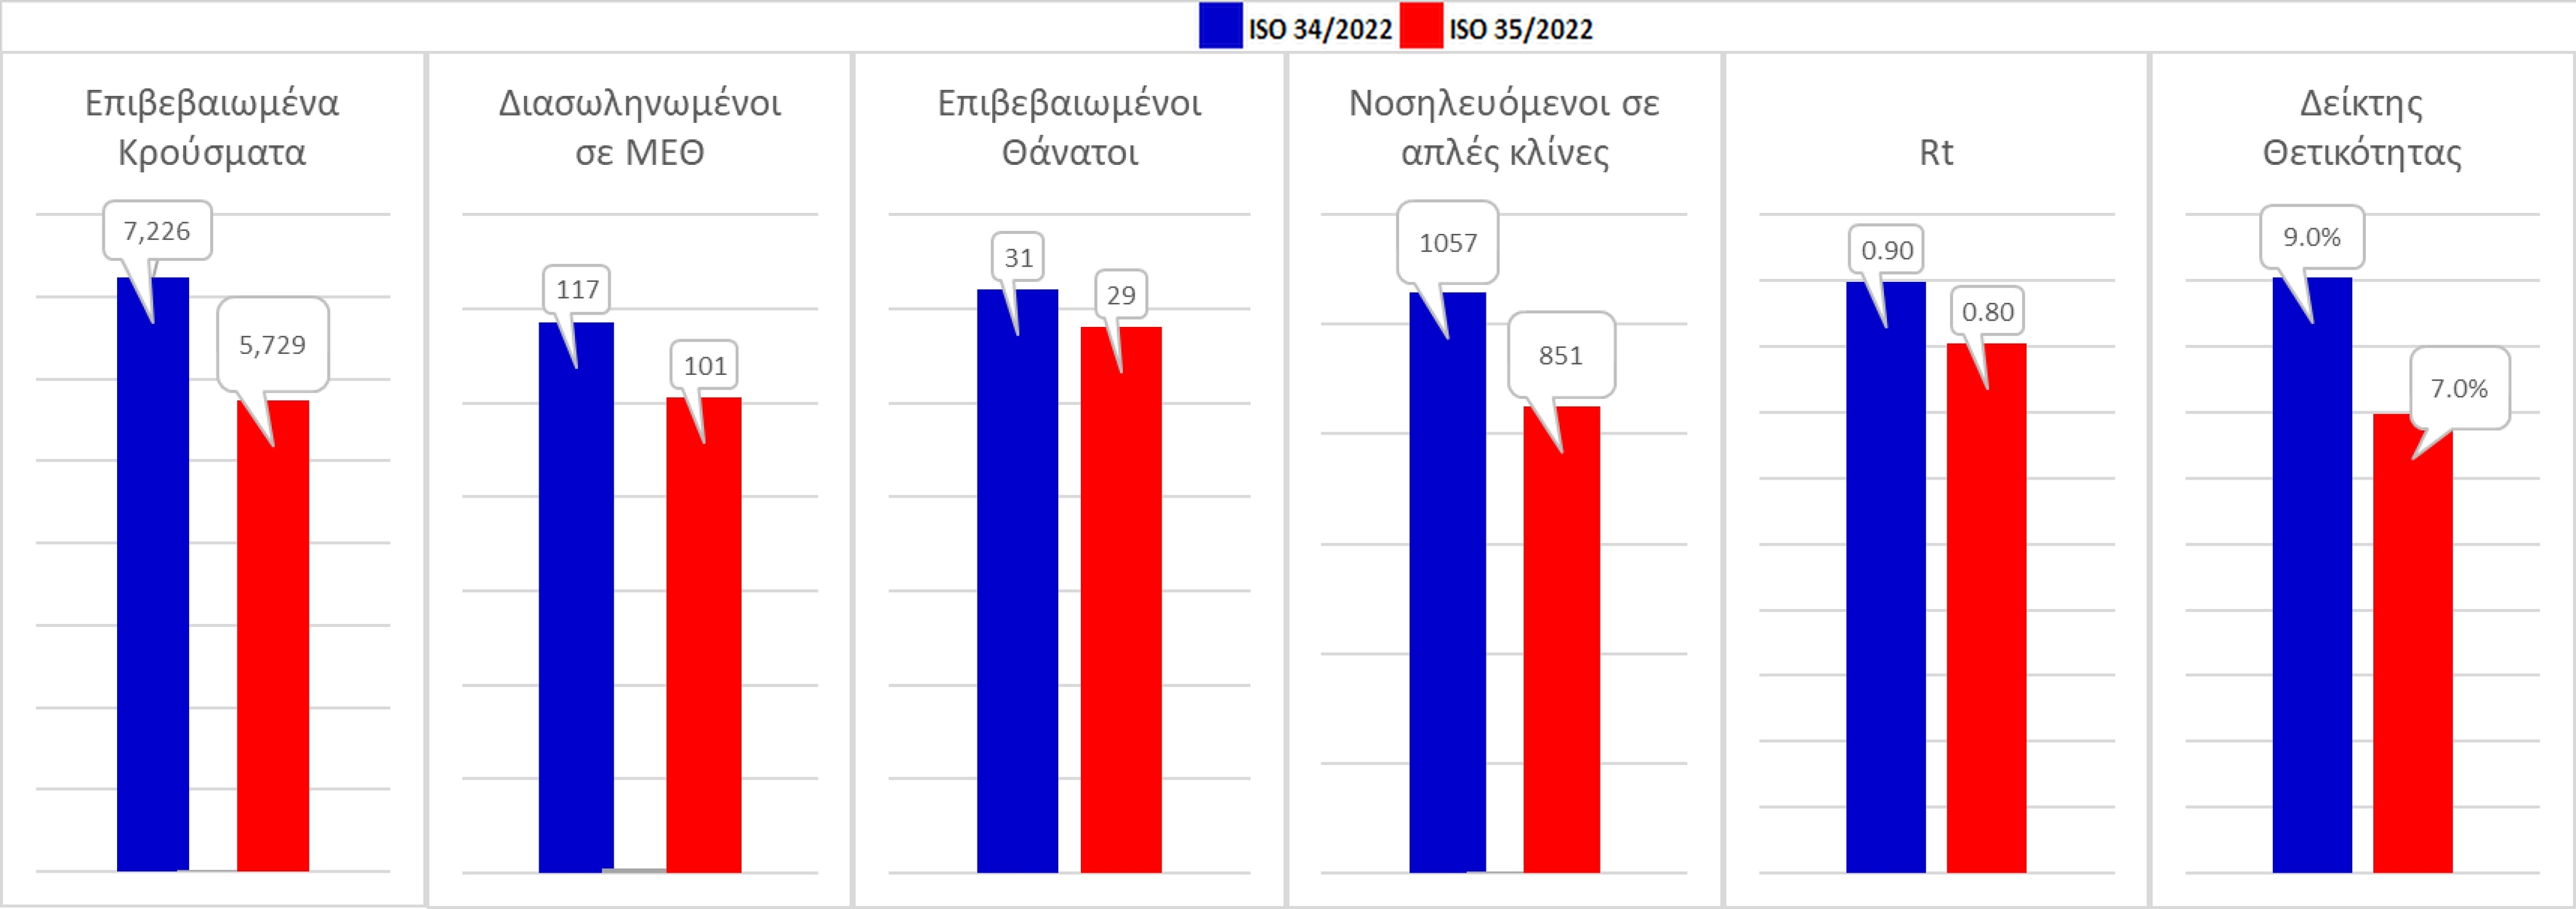 ISO 34/2022 ISO 35/2022
Επιβεβαιωμένα
Κρούσματα
7,226
5,729
Διασωληνωμένοι
σε ΜΕΘ
117
101
Επιβεβαιωμένοι
Θάνατοι
31
29
Νοσηλευόμενοι σε
απλές κλίνες
1057
851
Rt
0.90
0.80
Δείκτης
Θετικότητας
9.0%
7.0%